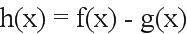 h(x) = f(x) - g(x)